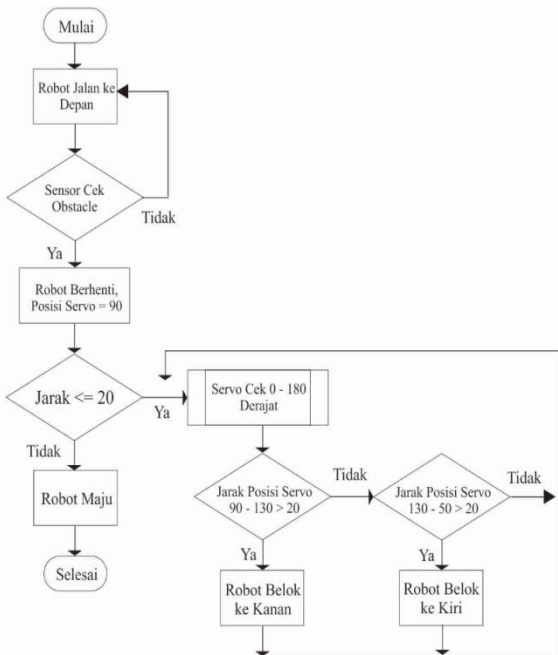 Mulai
Robot Jalan ke
Depan
Sensor Cek
Obstacle
Tidak
Ya
Robot Berhenti,
Posisi Servo = 90
Jarak <= 20
Ya
Servo Cek 0 - 180
Derajat
Tidak
Robot Maju
Selesai
Jarak Posisi Servo
90 - 130 > 20
Tidak
Jarak Posisi Servo
130 - 50 > 20
Tidak
Ya
Robot Belok
ke Kanan
Ya
Robot Belok
ke Kiri